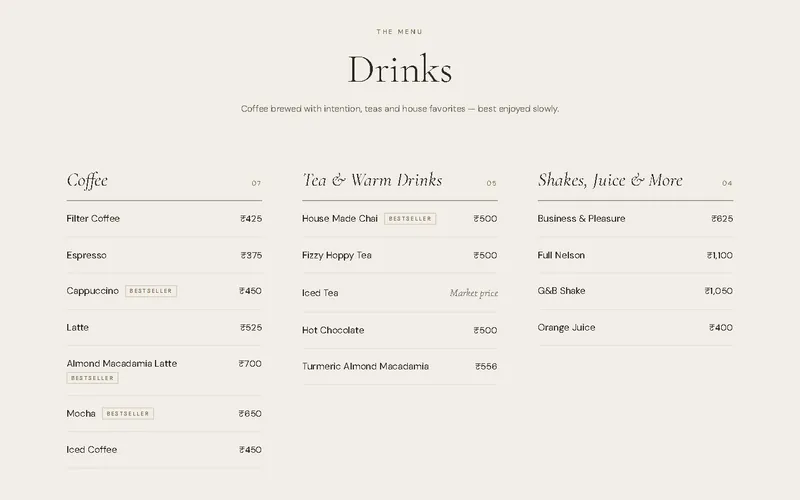 THE MENU
Drinks
Coffee brewed with intention, teas and house favorites — best enjoyed slowly.
Coffee 07
Filter Coffee ₹425
Espresso ₹375
Cappuccino BESTSELLER ₹450
Latte ₹525
Almond Macadamia Latte ₹700
BESTSELLER
Mocha BESTSELLER ₹650
Iced Coffee ₹450
Tea & Warm Drinks 05
House Made Chai BESTSELLER ₹500
Fizzy Hoppy Tea ₹500
Iced Tea Market price
Hot Chocolate ₹500
Turmeric Almond Macadamia ₹556
Shakes, Juice & More 04
Business & Pleasure ₹625
Full Nelson ₹1,100
G&B Shake ₹1,050
Orange Juice ₹400